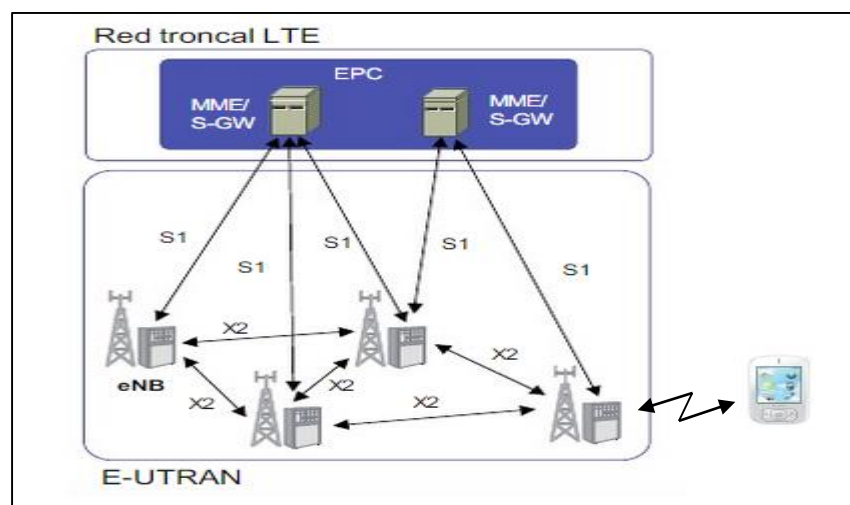 Red troncal LTE
EPC
MME/
S-GW
MME/
S-GW
S1
S1
S1
S1
S1
X2
eNB
X2
X2
X2
X2
E-UTRAN